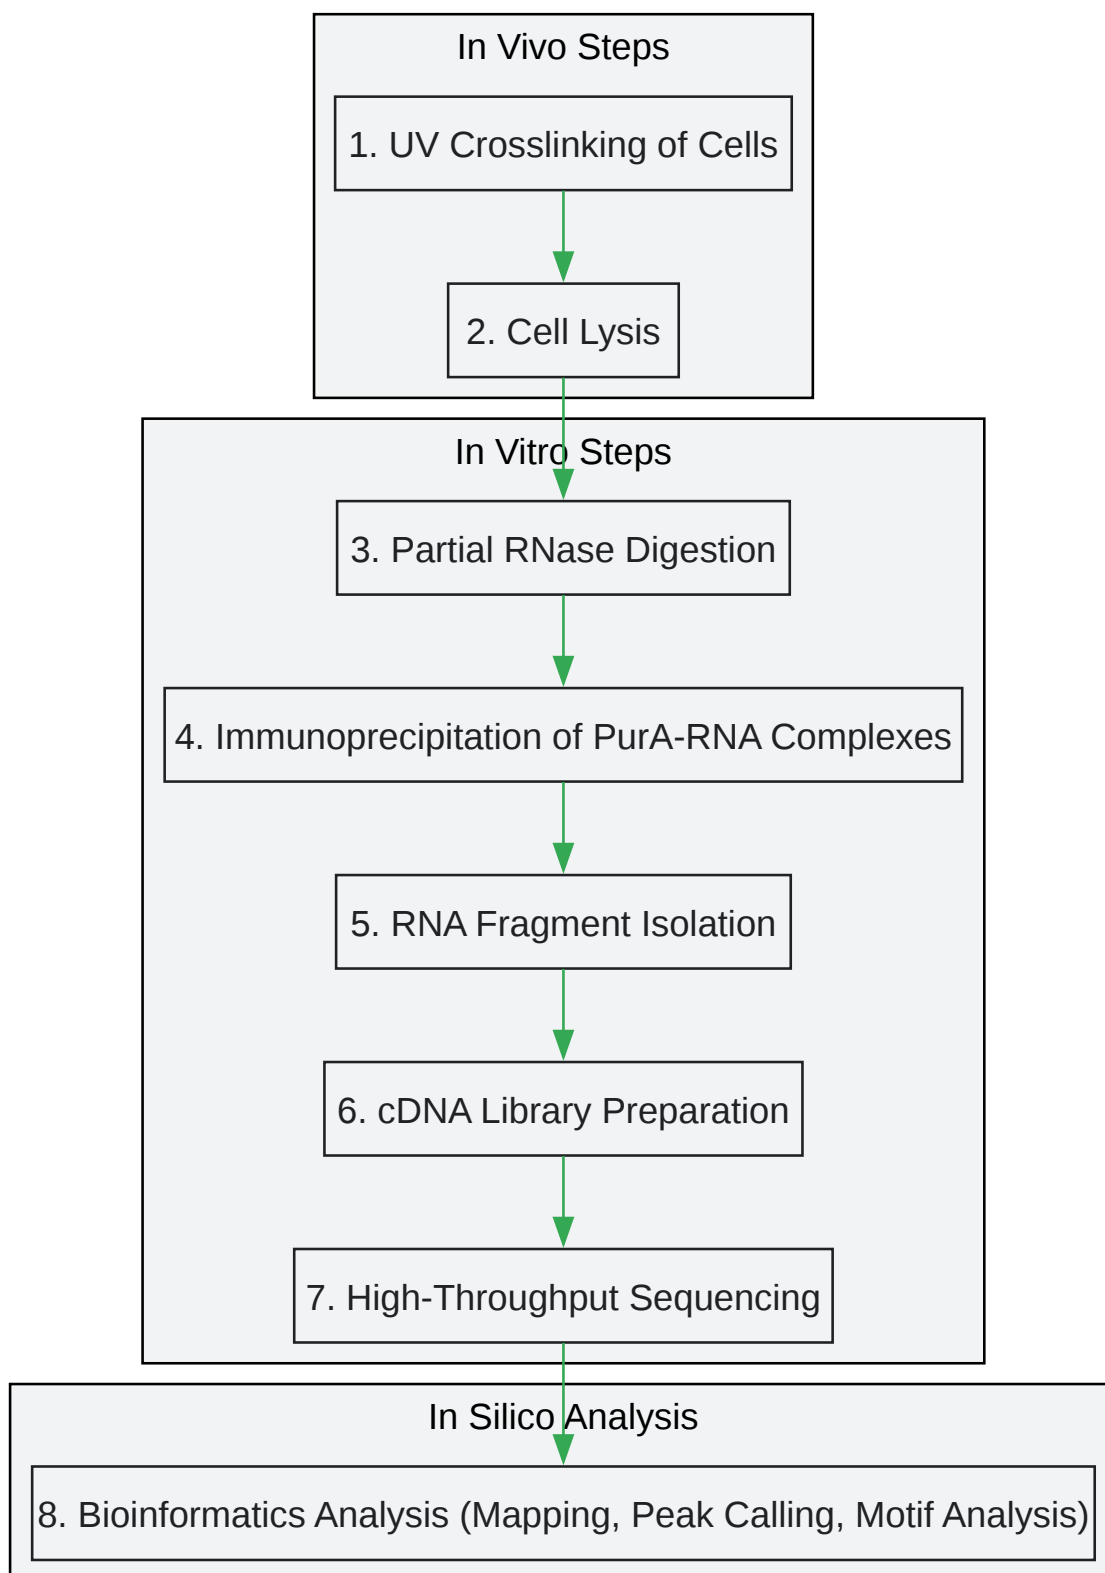 In Vivo Steps
1. UV Crosslinking of Cells
2. Cell Lysis
In Vitro Steps
3. Partial RNase Digestion
4. Immunoprecipitation of PurA-RNA Complexes
5. RNA Fragment Isolation
6. cDNA Library Preparation
7. High-Throughput Sequencing
In Silico Analysis
8. Bioinformatics Analysis (Mapping, Peak Calling, Motif Analysis)